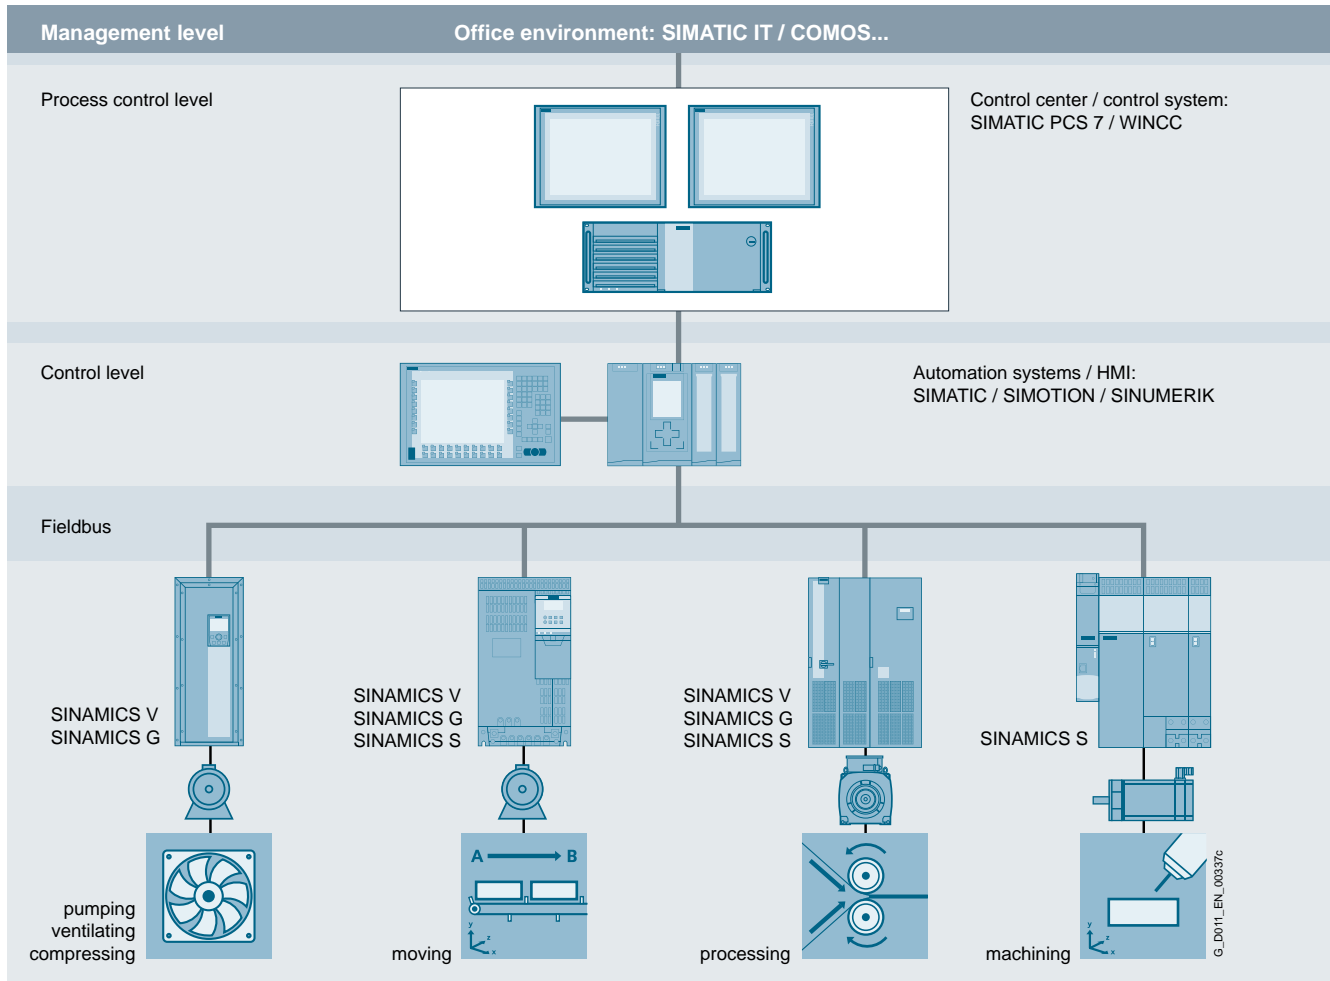 Management level
Office environment: SIMATIC IT / COMOS...
Process control level
Control center / control system:
SIMATIC PCS 7 / WINCC
Control level
Automation systems / HMI:
SIMATIC / SIMOTION / SINUMERIK
Fieldbus
SINAMICS V
SINAMICS G
SINAMICS V
SINAMICS G
SINAMICS S
SINAMICS V
SINAMICS G
SINAMICS S
SINAMICS S
pumping
ventilating
compressing
A B
y
z
x
moving
processing
y
z
x
machining
G_D011_EN_00337c